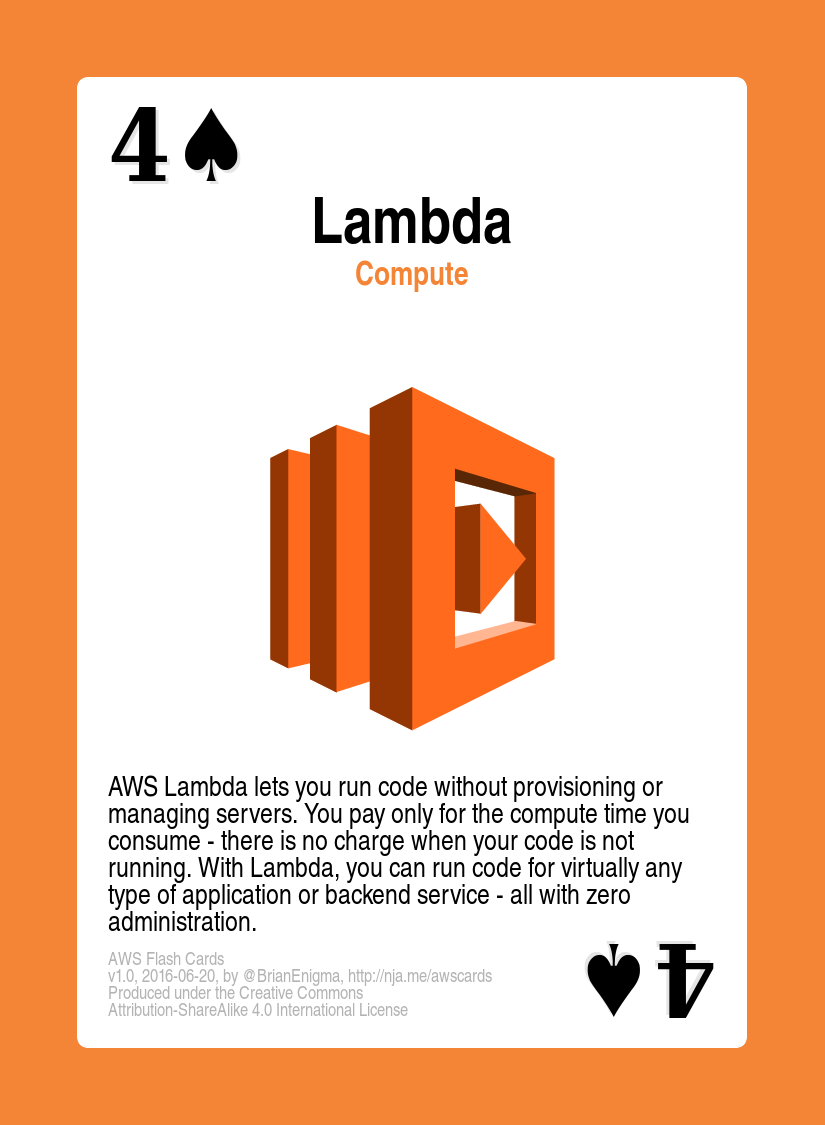 4♠
Lambda
Compute
AWS Lambda lets you run code without provisioning or
managing servers. You pay only for the compute time you
consume - there is no charge when your code is not
running. With Lambda, you can run code for virtually any
type of application or backend service - all with zero
administration.
AWS Flash Cards
v1.0, 2016-06-20, by @BrianEnigma, http://nja.me/awscards
Produced under the Creative Commons
Attribution-ShareAlike 4.0 International License
4♠